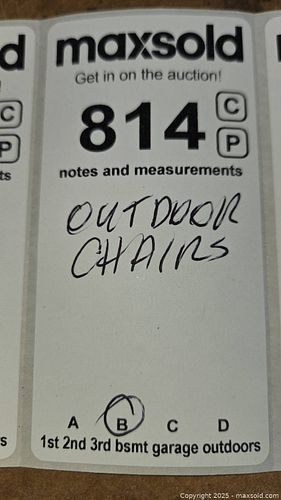 d
maxsold
Get in on the auction!
C
814
C
P
P
ts
notes and measurements
OUTDOOR
CHAIRS
A B C D
s
1st 2nd 3rd bsmt garage outdoors
Copyright 2025 - maxsold.com